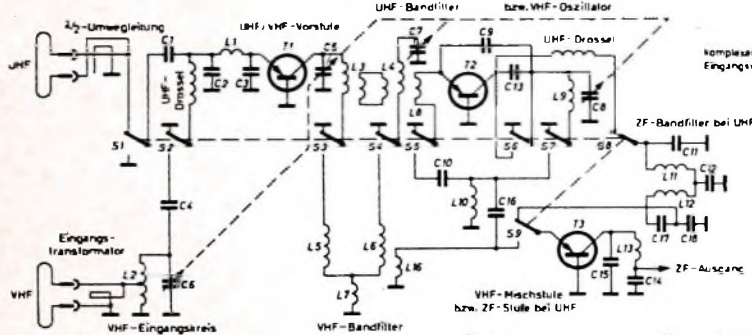 UHF-Bandfilter
bzw. VHF-Oszillator
λ/2-Umwegleitung
UHF/VHF-Vorstufe
UHF-Drossel
C1
L1
T1
C5
C7
C9
UHF
C2
C3
UHF-Drossel
L3
L4
T2
C13
L8
L9
C8
komplexer
Eingangs
ZF-Bandfilter bei UHF
S1
S2
S3
S4
S5
S6
S7
S8
C11
C10
L11
C12
C4
L10
C16
L12
S9
T3
C17
C18
Eingangs-
transformator
L5
L6
L16
L13
L2
C6
C15
ZF-Ausgang
C14
VHF
L7
VHF-Mischstufe
bzw. ZF-Stufe bei UHF
VHF-Eingangskreis
VHF-Bandfilter